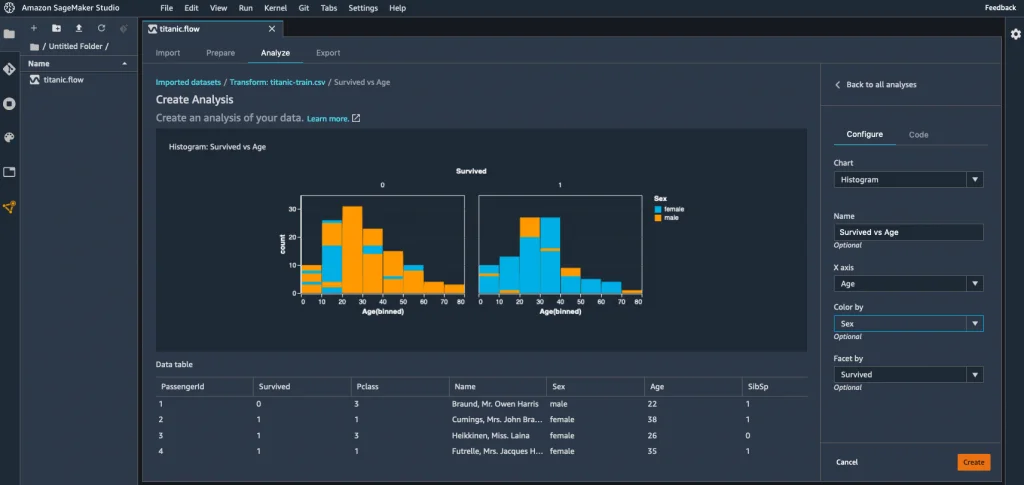 Amazon SageMaker Studio File Edit View Run Kernel Git Tabs Settings Help Feedback
/ Untitled Folder /
Name
titanic.flow
titanic.flow
Import Prepare Analyze Export
Imported datasets / Transform: titanic-train.csv / Survived vs Age
Create Analysis
Create an analysis of your data. Learn more.
Histogram: Survived vs Age
Survived
0 1
count
30
20
10
0
0 10 20 30 40 50 60 70 80
Age(binned)
0 10 20 30 40 50 60 70 80
Age(binned)
Sex
female
male
Data table
PassengerId Survived Pclass Name Sex Age SibSp
1 0 3 Braund, Mr. Owen Harris male 22 1
2 1 1 Cumings, Mrs. John Bra... female 38 1
3 1 3 Heikkinen, Miss. Laina female 26 0
4 1 1 Futrelle, Mrs. Jacques H... female 35 1
Back to all analyses
Configure Code
Chart
Histogram
Name
Survived vs Age
Optional
X axis
Age
Color by
Sex
Optional
Facet by
Survived
Optional
Cancel Create